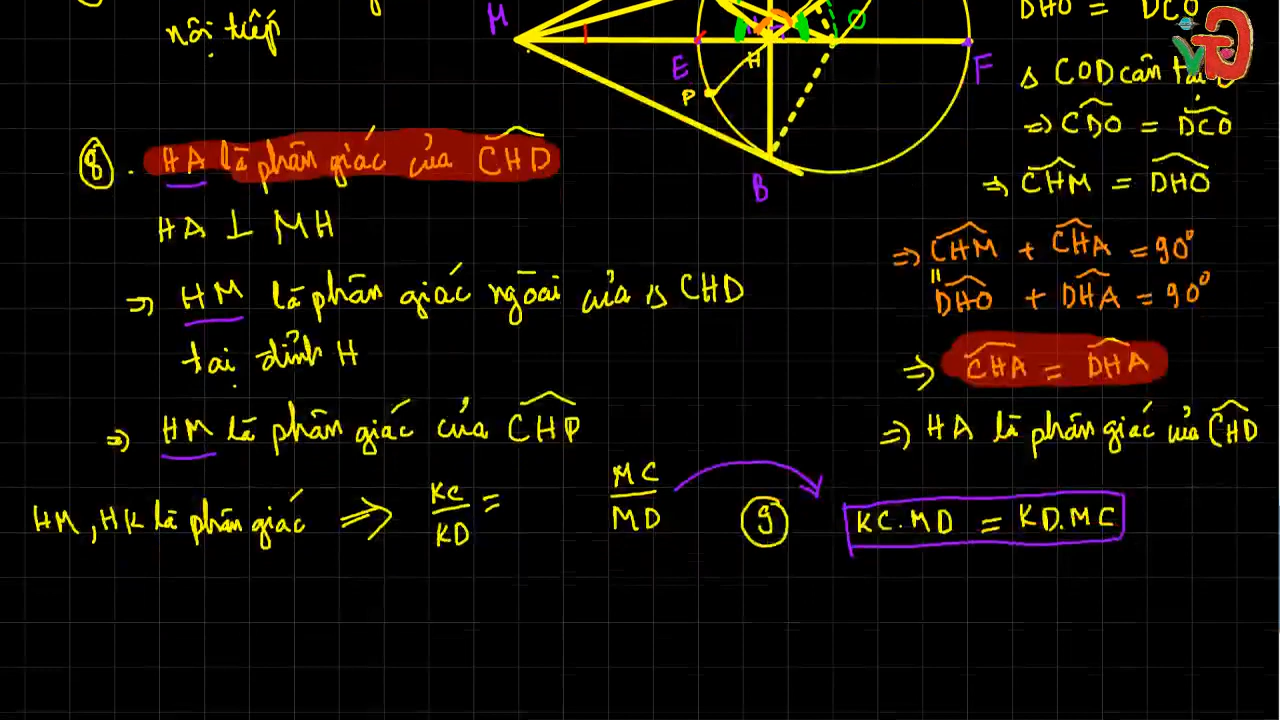 nội tiếp
M
E
H
O
F
P
B
DHO = DCO
VTG
Δ COD cân tại
⇒ CDO = DCO
⇒ CHM = DHO
⇒ CHM + CHA = 90°
DHO + DHA = 90°
⇒ CHA = DHA
⇒ HA là phân giác của CHD
8. HA là phân giác của CHD
HA ⊥ MH
⇒ HM là phân giác ngoài của Δ CHD
tại đỉnh H
⇒ HM là phân giác của CHP
HM, HK là phân giác ⇒ KC/KD = MC/MD 9 KC.MD = KD.MC